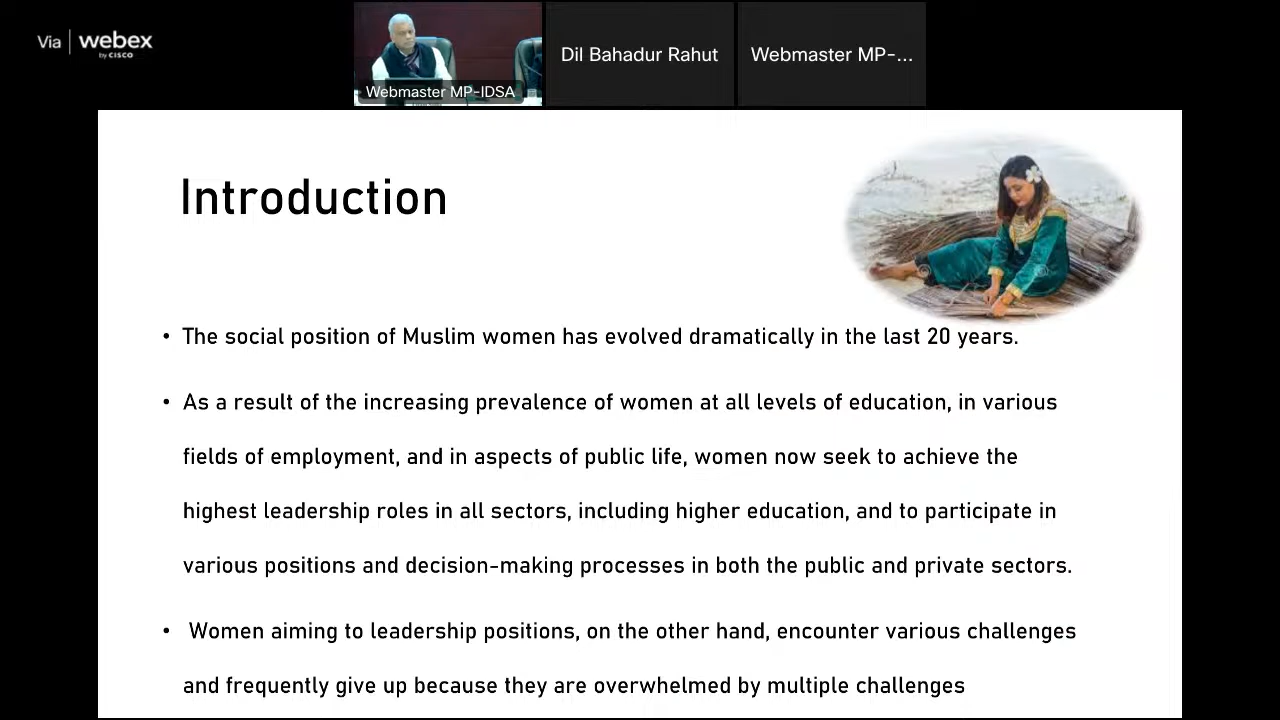 Via webex
by CISCO
Webmaster MP-IDSA
Dil Bahadur Rahut
Webmaster MP-...
Introduction
• The social position of Muslim women has evolved dramatically in the last 20 years.
• As a result of the increasing prevalence of women at all levels of education, in various
fields of employment, and in aspects of public life, women now seek to achieve the
highest leadership roles in all sectors, including higher education, and to participate in
various positions and decision-making processes in both the public and private sectors.
• Women aiming to leadership positions, on the other hand, encounter various challenges
and frequently give up because they are overwhelmed by multiple challenges